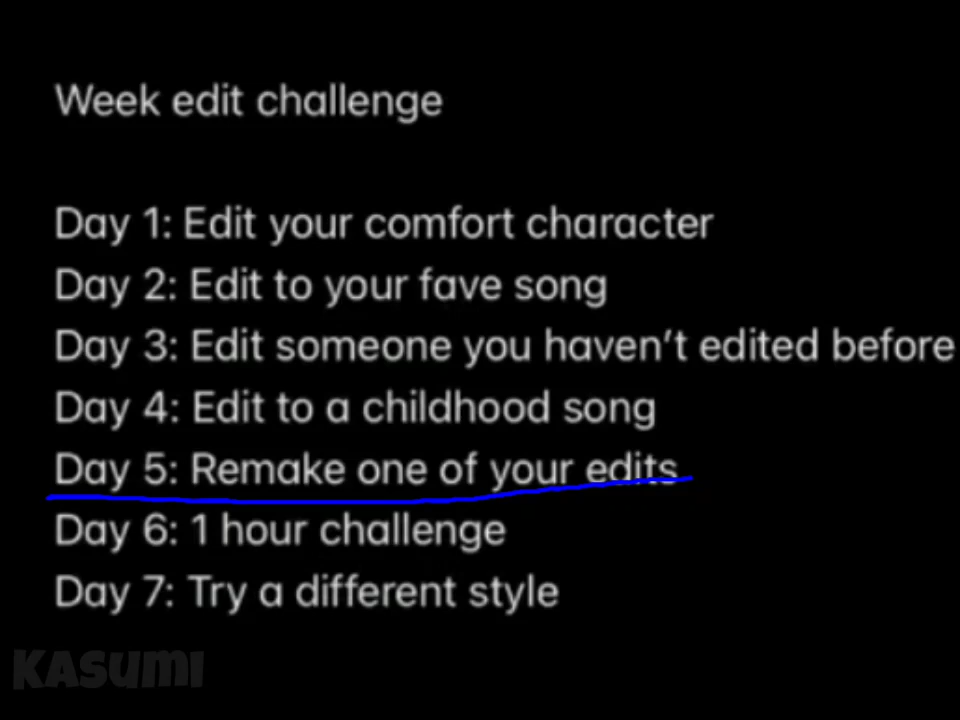 Week edit challenge
Day 1: Edit your comfort character
Day 2: Edit to your fave song
Day 3: Edit someone you haven’t edited before
Day 4: Edit to a childhood song
Day 5: Remake one of your edits
Day 6: 1 hour challenge
Day 7: Try a different style
KASUMI